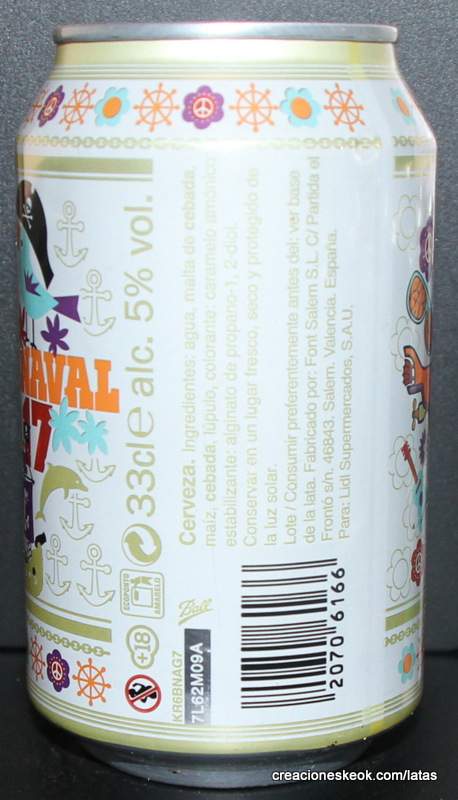 NAVAL
17
33cl e alc. 5% vol.
Cerveza. Ingredientes: agua, malta de cebada,
maíz, cebada, lúpulo, colorante: caramelo amónico,
estabilizante: alginato de propano-1, 2-diol.
Conservar en un lugar fresco, seco y protegido de
la luz solar.
Lote / Consumir preferentemente antes del: ver base
de la lata. Fabricado por: Font Salem S.L. C/ Partida el
Fronto s/n. 46843. Salem. Valencia. España.
Para: Lidl Supermercados, S.A.U,
ECOPUNTO
AMARELO
+18
Ball
KR6BNAG7
7L62M09A
2070 6166
creacioneskeok.com/latas